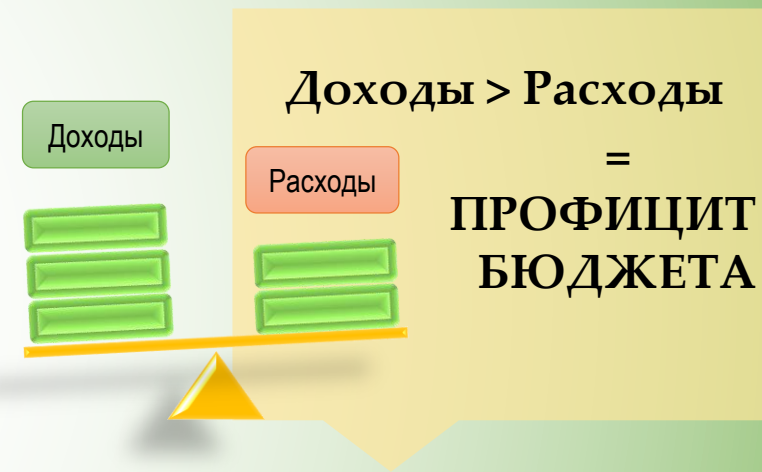 Доходы > Расходы
=
ПРОФИЦИТ
БЮДЖЕТА
Доходы
Расходы